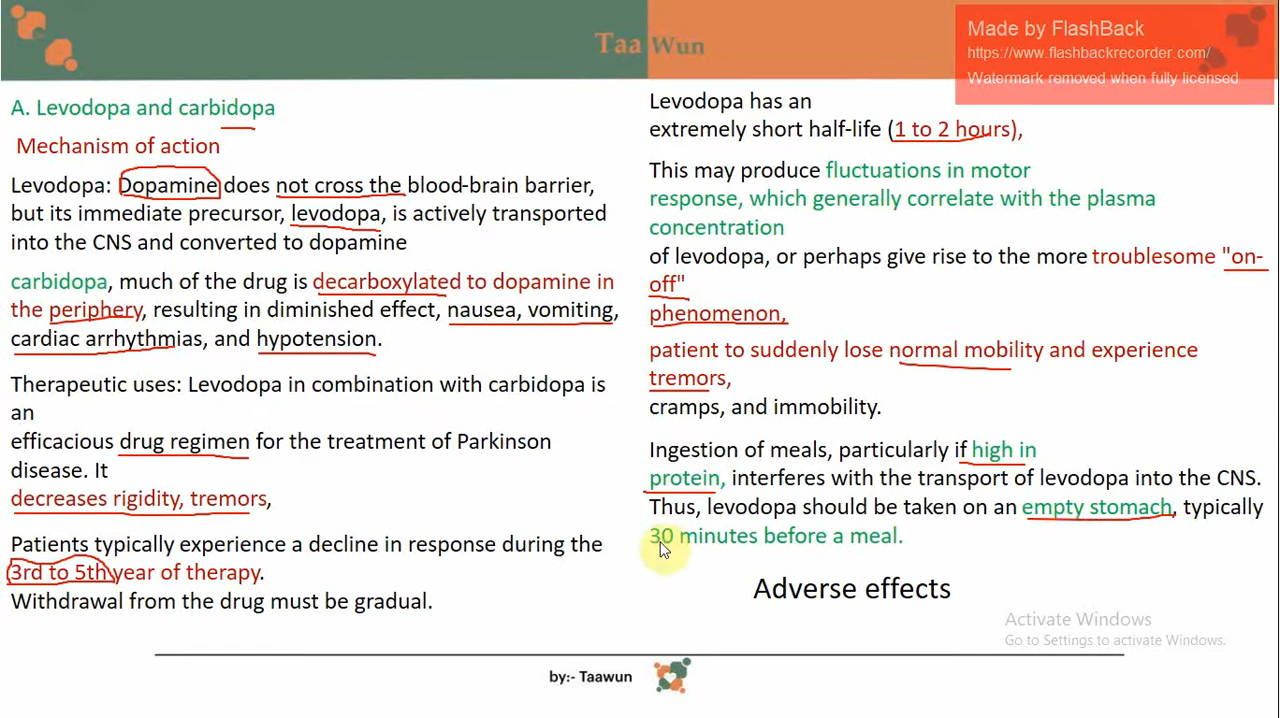 Taa Wun
Made by FlashBack
https://www.flashbackrecorder.com/
Watermark removed when fully licensed
A. Levodopa and carbidopa
Mechanism of action
Levodopa: Dopamine does not cross the blood-brain barrier,
but its immediate precursor, levodopa, is actively transported
into the CNS and converted to dopamine
carbidopa, much of the drug is decarboxylated to dopamine in
the periphery, resulting in diminished effect, nausea, vomiting,
cardiac arrhythmias, and hypotension.
Therapeutic uses: Levodopa in combination with carbidopa is
an
efficacious drug regimen for the treatment of Parkinson
disease. It
decreases rigidity, tremors,
Patients typically experience a decline in response during the
3rd to 5th year of therapy.
Withdrawal from the drug must be gradual.
Levodopa has an
extremely short half-life (1 to 2 hours),
This may produce fluctuations in motor
response, which generally correlate with the plasma
concentration
of levodopa, or perhaps give rise to the more troublesome "on-
off"
phenomenon,
patient to suddenly lose normal mobility and experience
tremors,
cramps, and immobility.
Ingestion of meals, particularly if high in
protein, interferes with the transport of levodopa into the CNS.
Thus, levodopa should be taken on an empty stomach, typically
30 minutes before a meal.
Adverse effects
Activate Windows
Go to Settings to activate Windows.
by:- Taawun